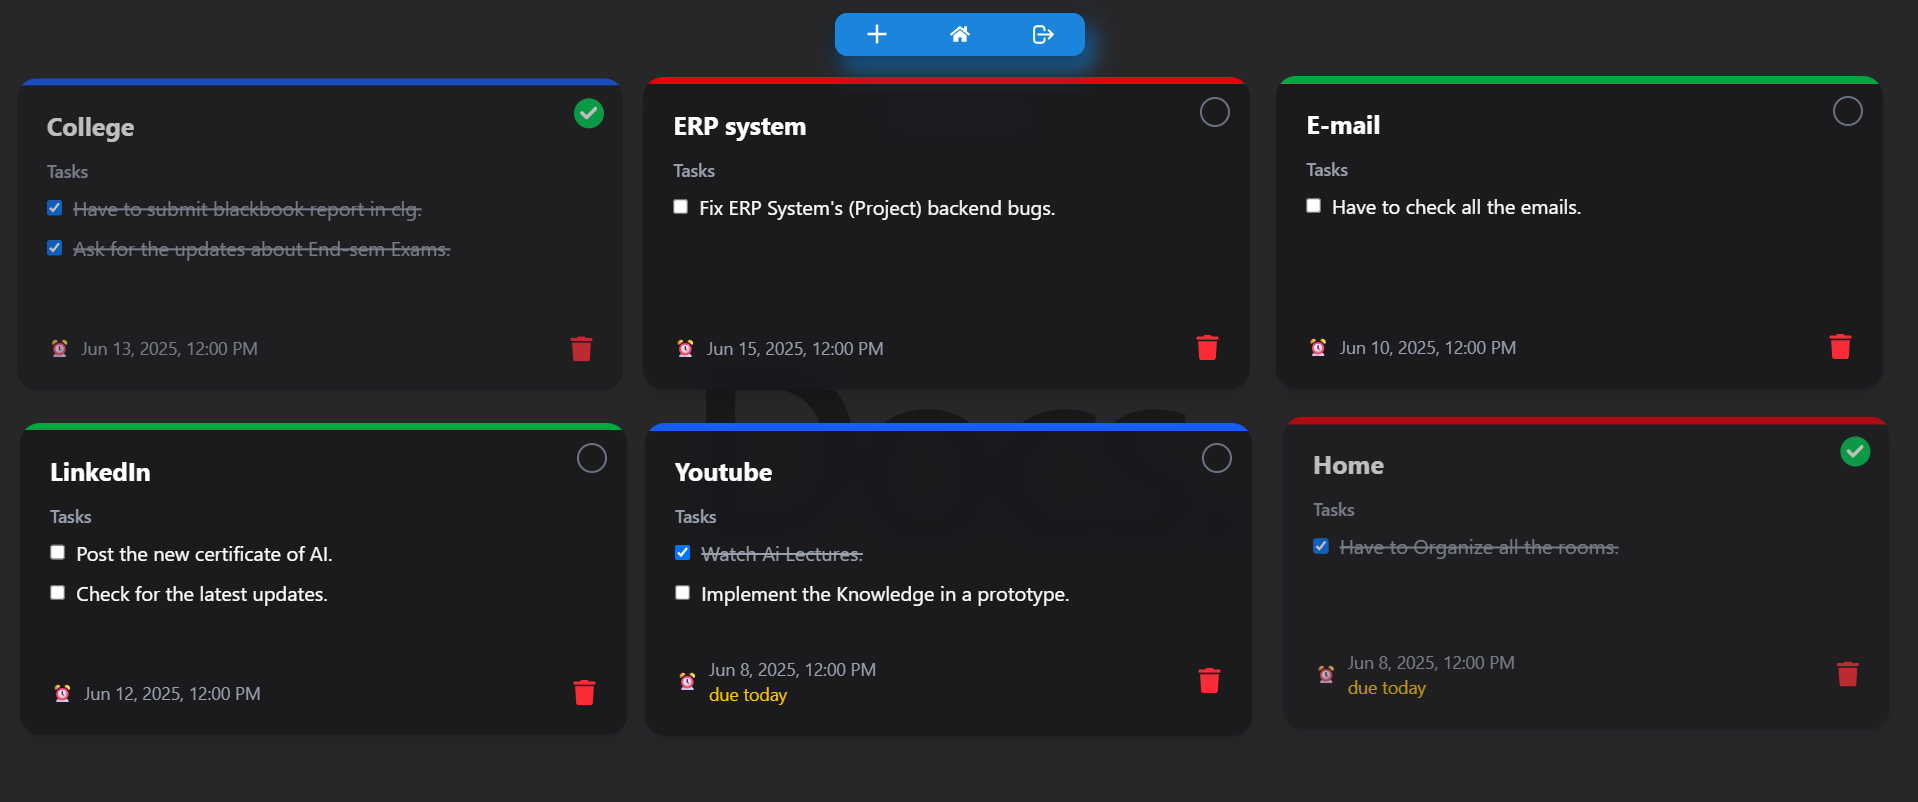 College
Tasks
Have to submit blackbook report in clg.
Ask for the updates about End-sem Exams.
Jun 13, 2025, 12:00 PM
ERP system
Tasks
Fix ERP System's (Project) backend bugs.
Jun 15, 2025, 12:00 PM
E-mail
Tasks
Have to check all the emails.
Jun 10, 2025, 12:00 PM
Docs.
LinkedIn
Tasks
Post the new certificate of AI.
Check for the latest updates.
Jun 12, 2025, 12:00 PM
Youtube
Tasks
Watch Ai Lectures.
Implement the Knowledge in a prototype.
Jun 8, 2025, 12:00 PM
due today
Home
Tasks
Have to Organize all the rooms.
Jun 8, 2025, 12:00 PM
due today